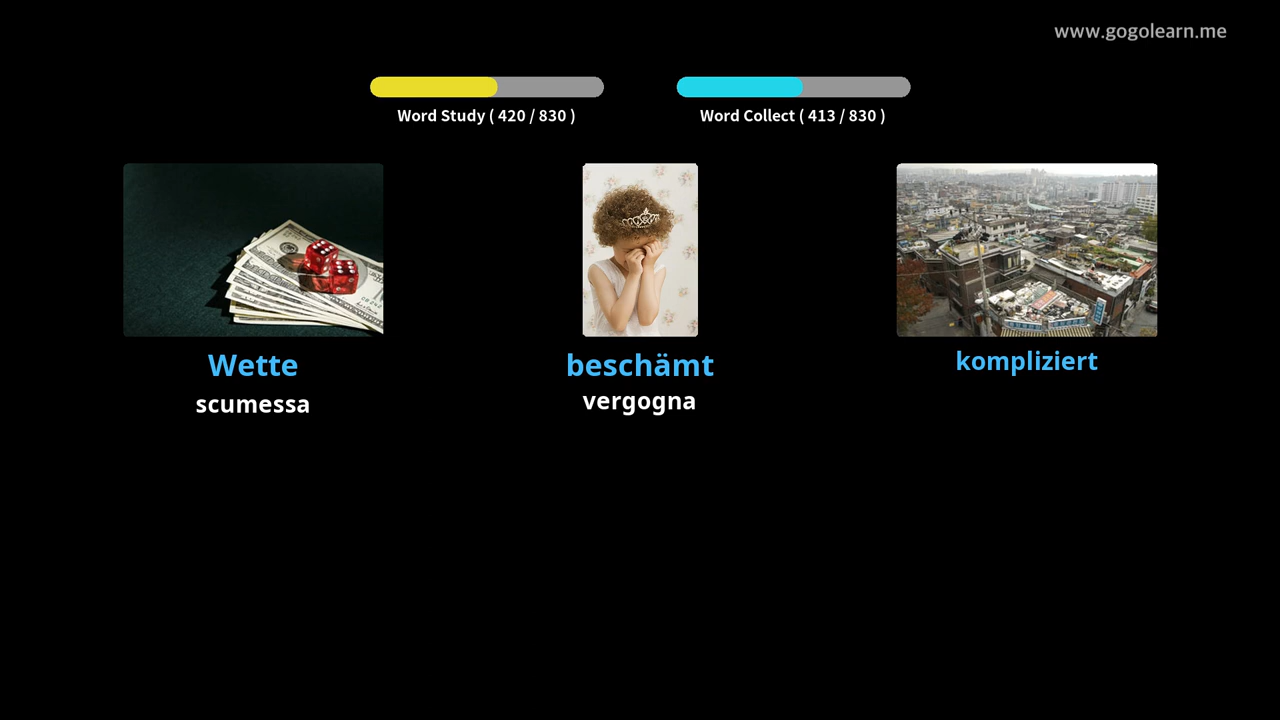 www.gogolearn.me
Word Study ( 420 / 830 )
Word Collect ( 413 / 830 )
Wette
scumessa
beschämt
vergogna
kompliziert